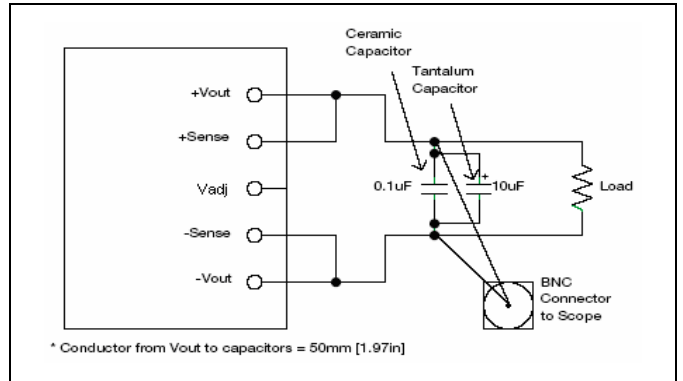 Ceramic
Capacitor
Tantalum
Capacitor
+Vout
+Sense
Vadj
-Sense
-Vout
0.1uF
+
10uF
Load
BNC
Connector
to Scope
* Conductor from Vout to capacitors = 50mm [1.97in]